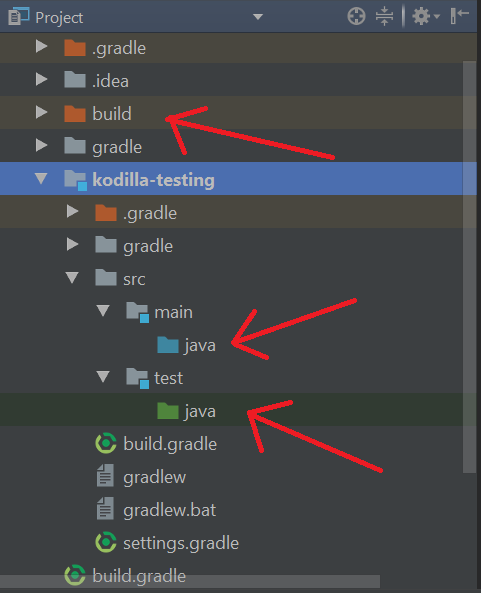 Project
.gradle
.idea
build
gradle
kodilla-testing
.gradle
gradle
src
main
java
test
java
build.gradle
gradlew
gradlew.bat
settings.gradle
build.gradle